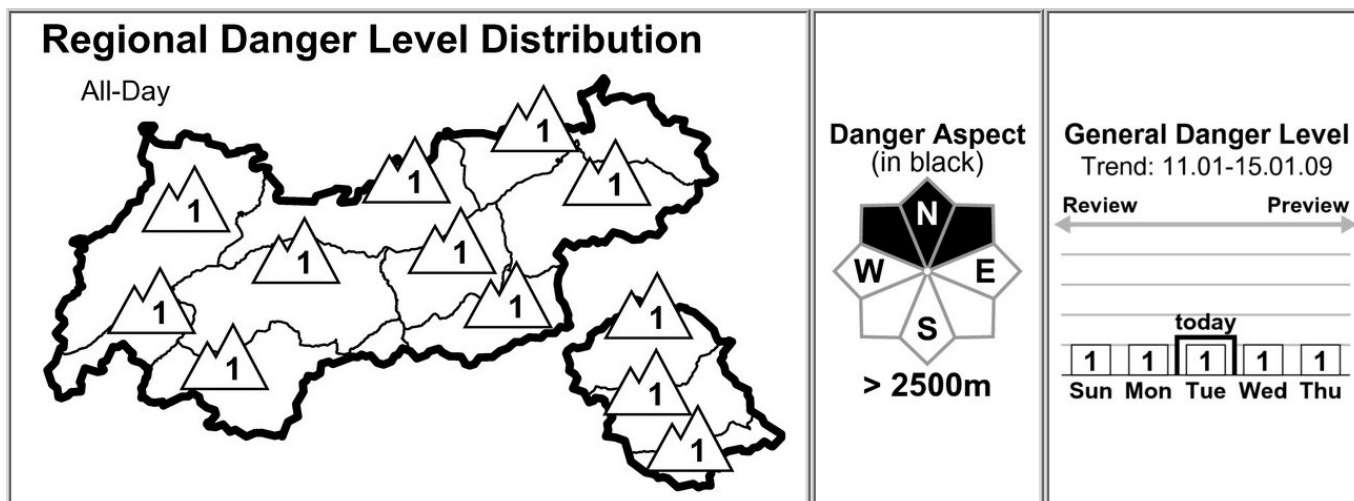 Regional Danger Level Distribution
All-Day
1
1
1
1
1
1
1
1
1
1
1
1
1
Danger Aspect
(in black)
N
W E
S
> 2500m
General Danger Level
Trend: 11.01-15.01.09
Review Preview
today
1 1 1 1 1
Sun Mon Tue Wed Thu